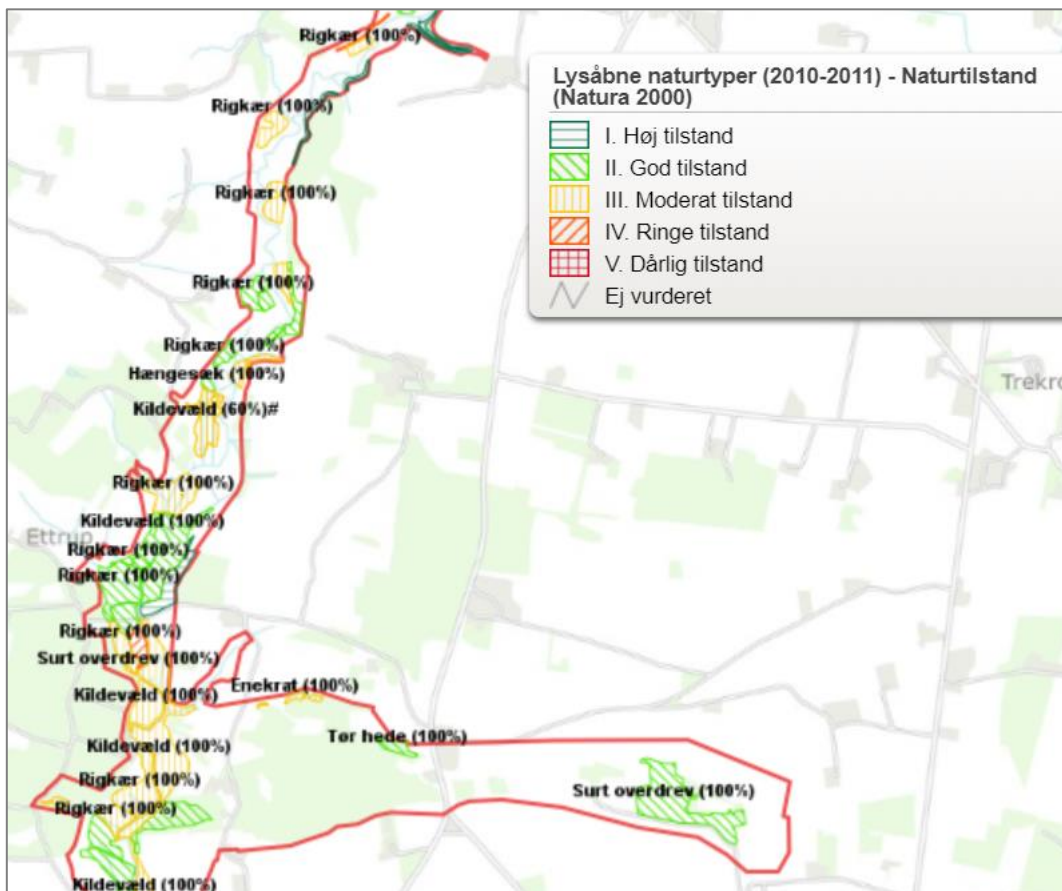 Rigkær (100%)
Lysåbne naturtyper (2010-2011) - Naturtilstand
(Natura 2000)
I. Høj tilstand
II. God tilstand
III. Moderat tilstand
IV. Ringe tilstand
V. Dårlig tilstand
Ej vurderet
Rigkær (100%)
Rigkær (100%)
Rigkær (100%)
Rigkær (100%)
Hængesæk (100%)
Trekro
Kildevæld (60%)#
Rigkær (100%)
Kildevæld (100%)
Ettrup
Rigkær (100%)
Rigkær (100%)
Rigkær (100%)
Surt overdrev (100%)
Enekrat (100%)
Kildevæld (100%)
Tør hede (100%)
Kildevæld (100%)
Rigkær (100%)
Surt overdrev (100%)
Rigkær (100%)
Kildevæld (100%)